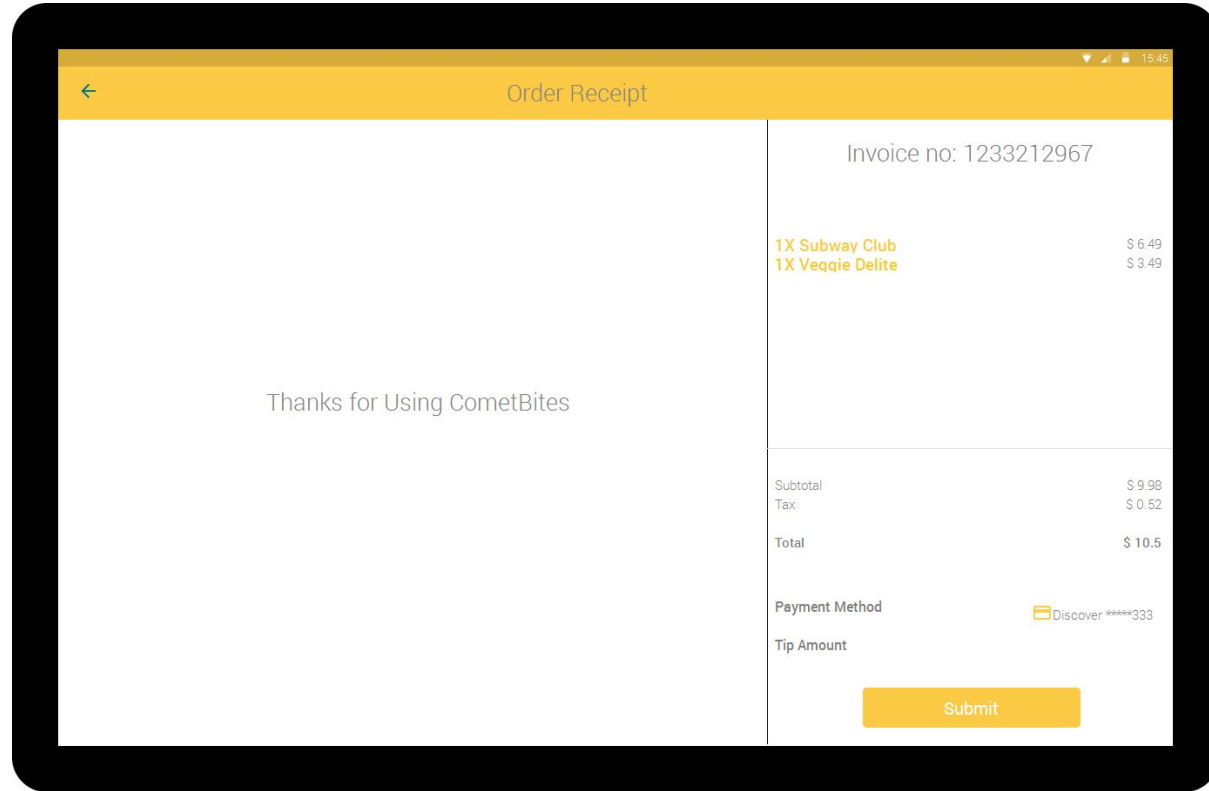 15:45
Order Receipt
Invoice no: 1233212967
1X Subway Club $ 6.49
1X Veggie Delite $ 3.49
Thanks for Using CometBites
Subtotal $ 9.98
Tax $ 0.52
Total $ 10.5
Payment Method Discover *****333
Tip Amount
Submit